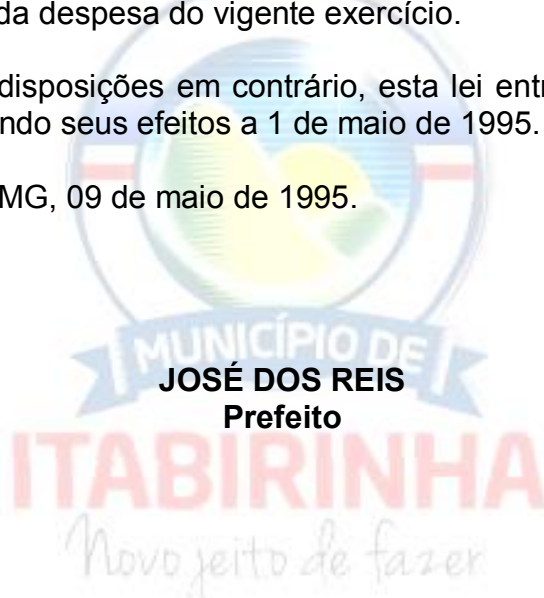 da despesa do vigente exercício.
disposições em contrário, esta lei entr
ndo seus efeitos a 1 de maio de 1995.
MG, 09 de maio de 1995.
MUNICÍPIO DE
JOSÉ DOS REIS
Prefeito
ITABIRINHA
Novo jeito de fazer